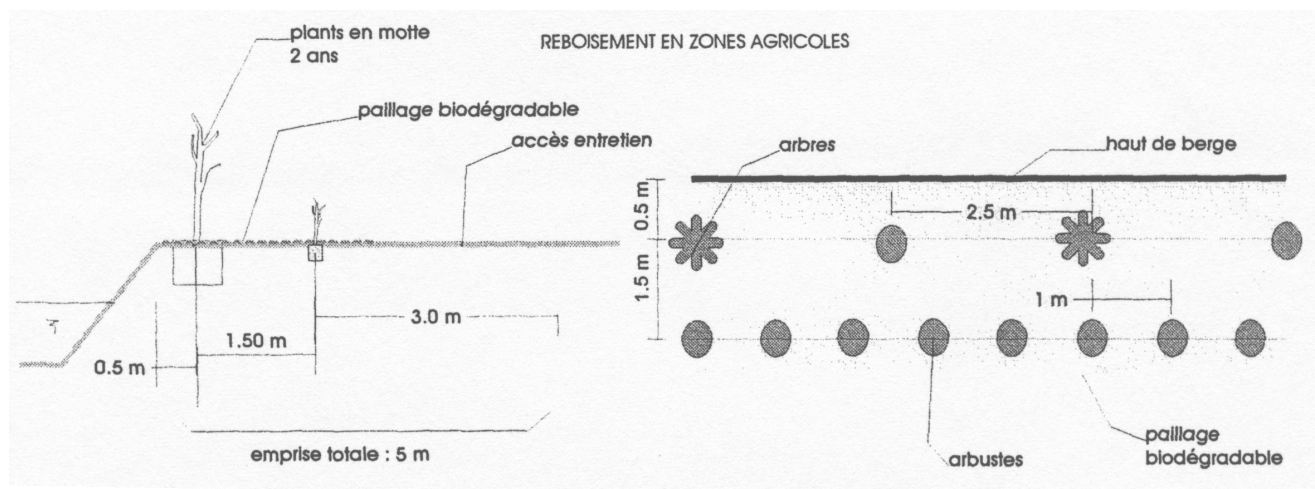 REBOISEMENT EN ZONES AGRICOLES
plants en motte
2 ans
paillage biodégradable
accès entretien
3.0 m
1.50 m
0.5 m
emprise totale : 5 m
arbres
haut de berge
0.5 m
2.5 m
1.5 m
1 m
arbustes
paillage
biodégradable